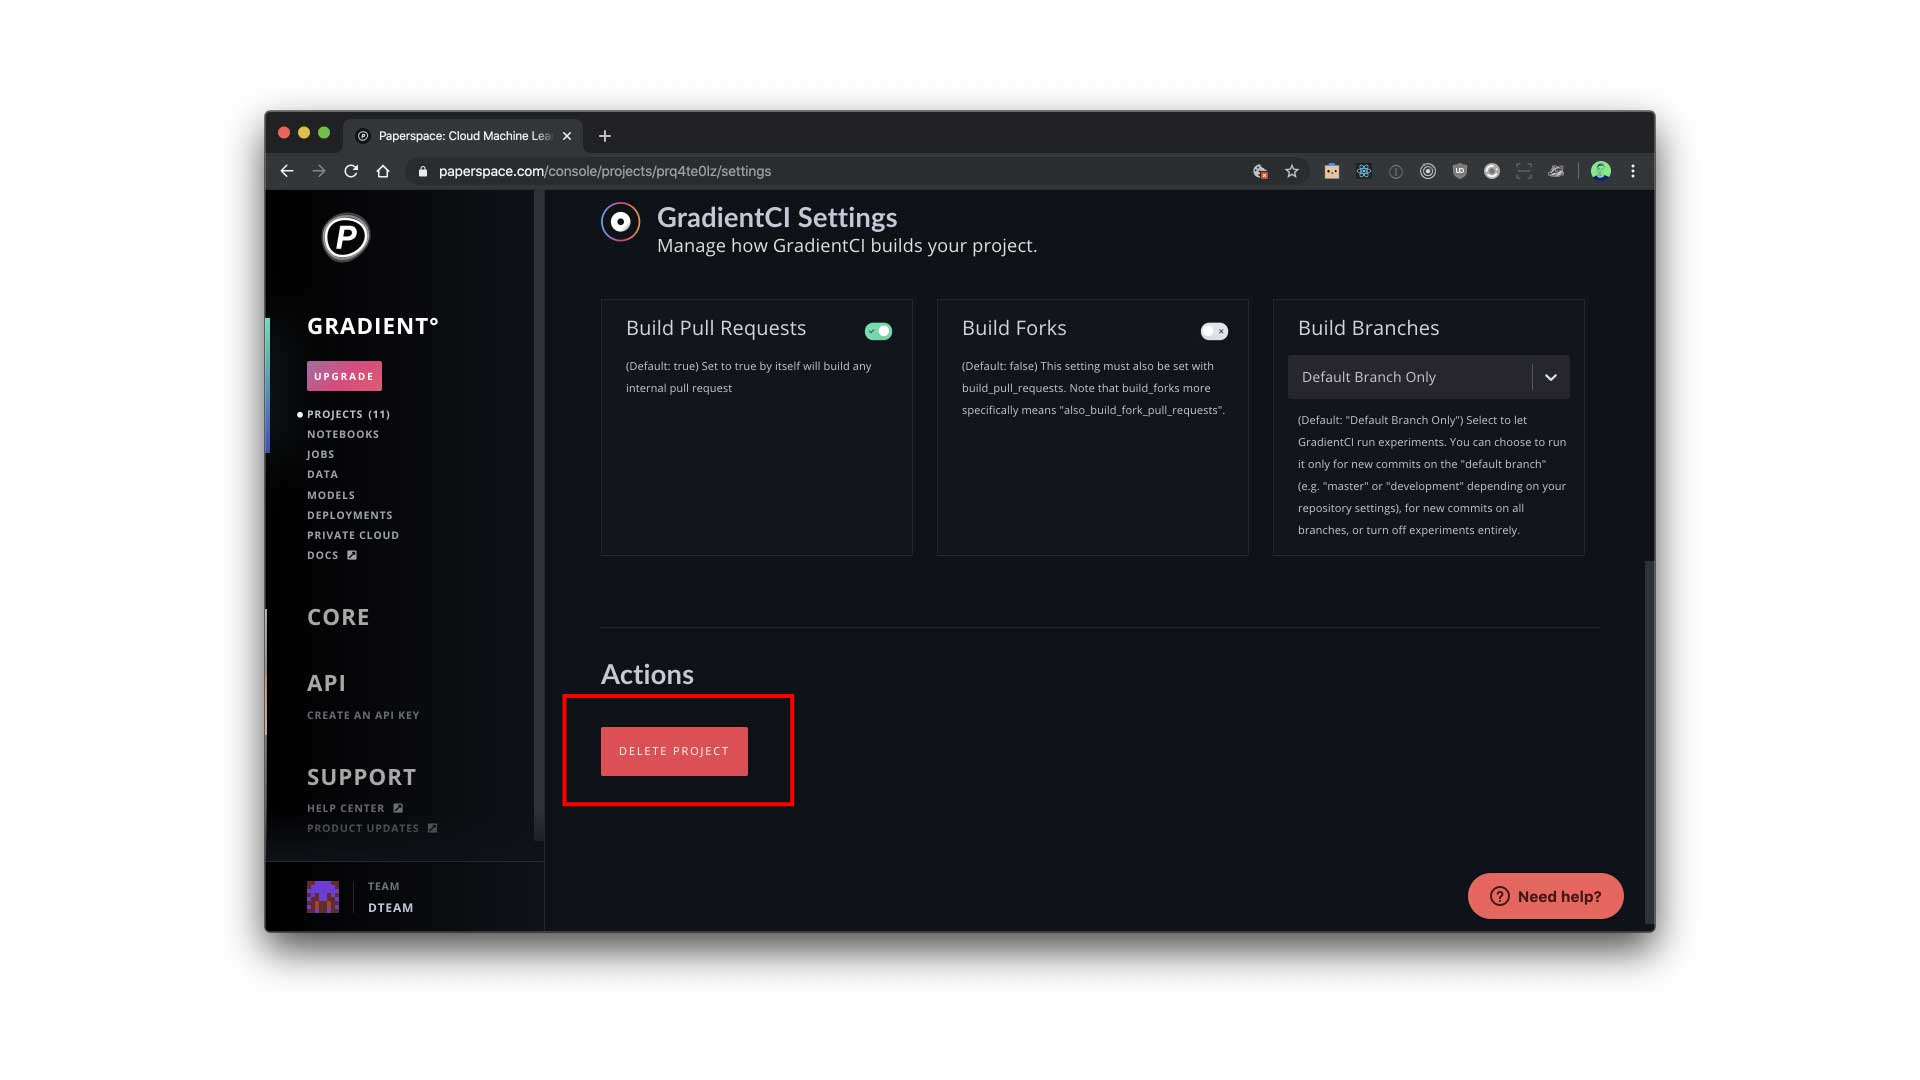 Paperspace: Cloud Machine Lea
paperspace.com/console/projects/prq4te0lz/settings
P
GRADIENT°
UPGRADE
PROJECTS (11)
NOTEBOOKS
JOBS
DATA
MODELS
DEPLOYMENTS
PRIVATE CLOUD
DOCS
CORE
API
CREATE AN API KEY
SUPPORT
HELP CENTER
PRODUCT UPDATES
TEAM
DTEAM
GradientCI Settings
Manage how GradientCI builds your project.
Build Pull Requests
(Default: true) Set to true by itself will build any
internal pull request
Build Forks
(Default: false) This setting must also be set with
build_pull_requests. Note that build_forks more
specifically means "also_build_fork_pull_requests".
Build Branches
Default Branch Only
(Default: "Default Branch Only") Select to let
GradientCI run experiments. You can choose to run
it only for new commits on the "default branch"
(e.g. "master" or "development" depending on your
repository settings), for new commits on all
branches, or turn off experiments entirely.
Actions
DELETE PROJECT
? Need help?